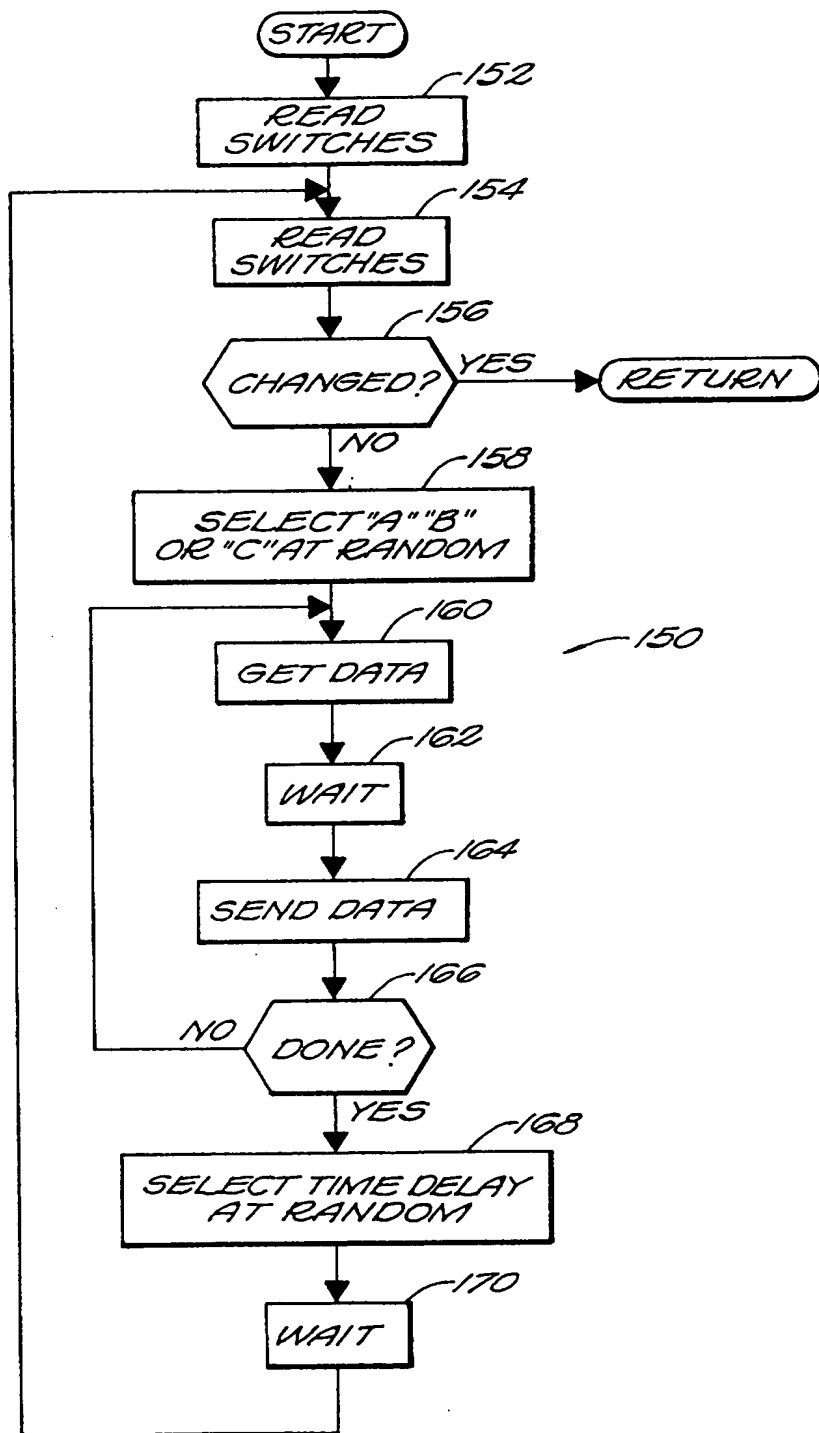 START
152
READ
SWITCHES
154
READ
SWITCHES
156
CHANGED?
YES
RETURN
NO
158
SELECT "A" "B"
OR "C" AT RANDOM
160
GET DATA
150
162
WAIT
164
SEND DATA
166
NO
DONE?
YES
168
SELECT TIME DELAY
AT RANDOM
170
WAIT